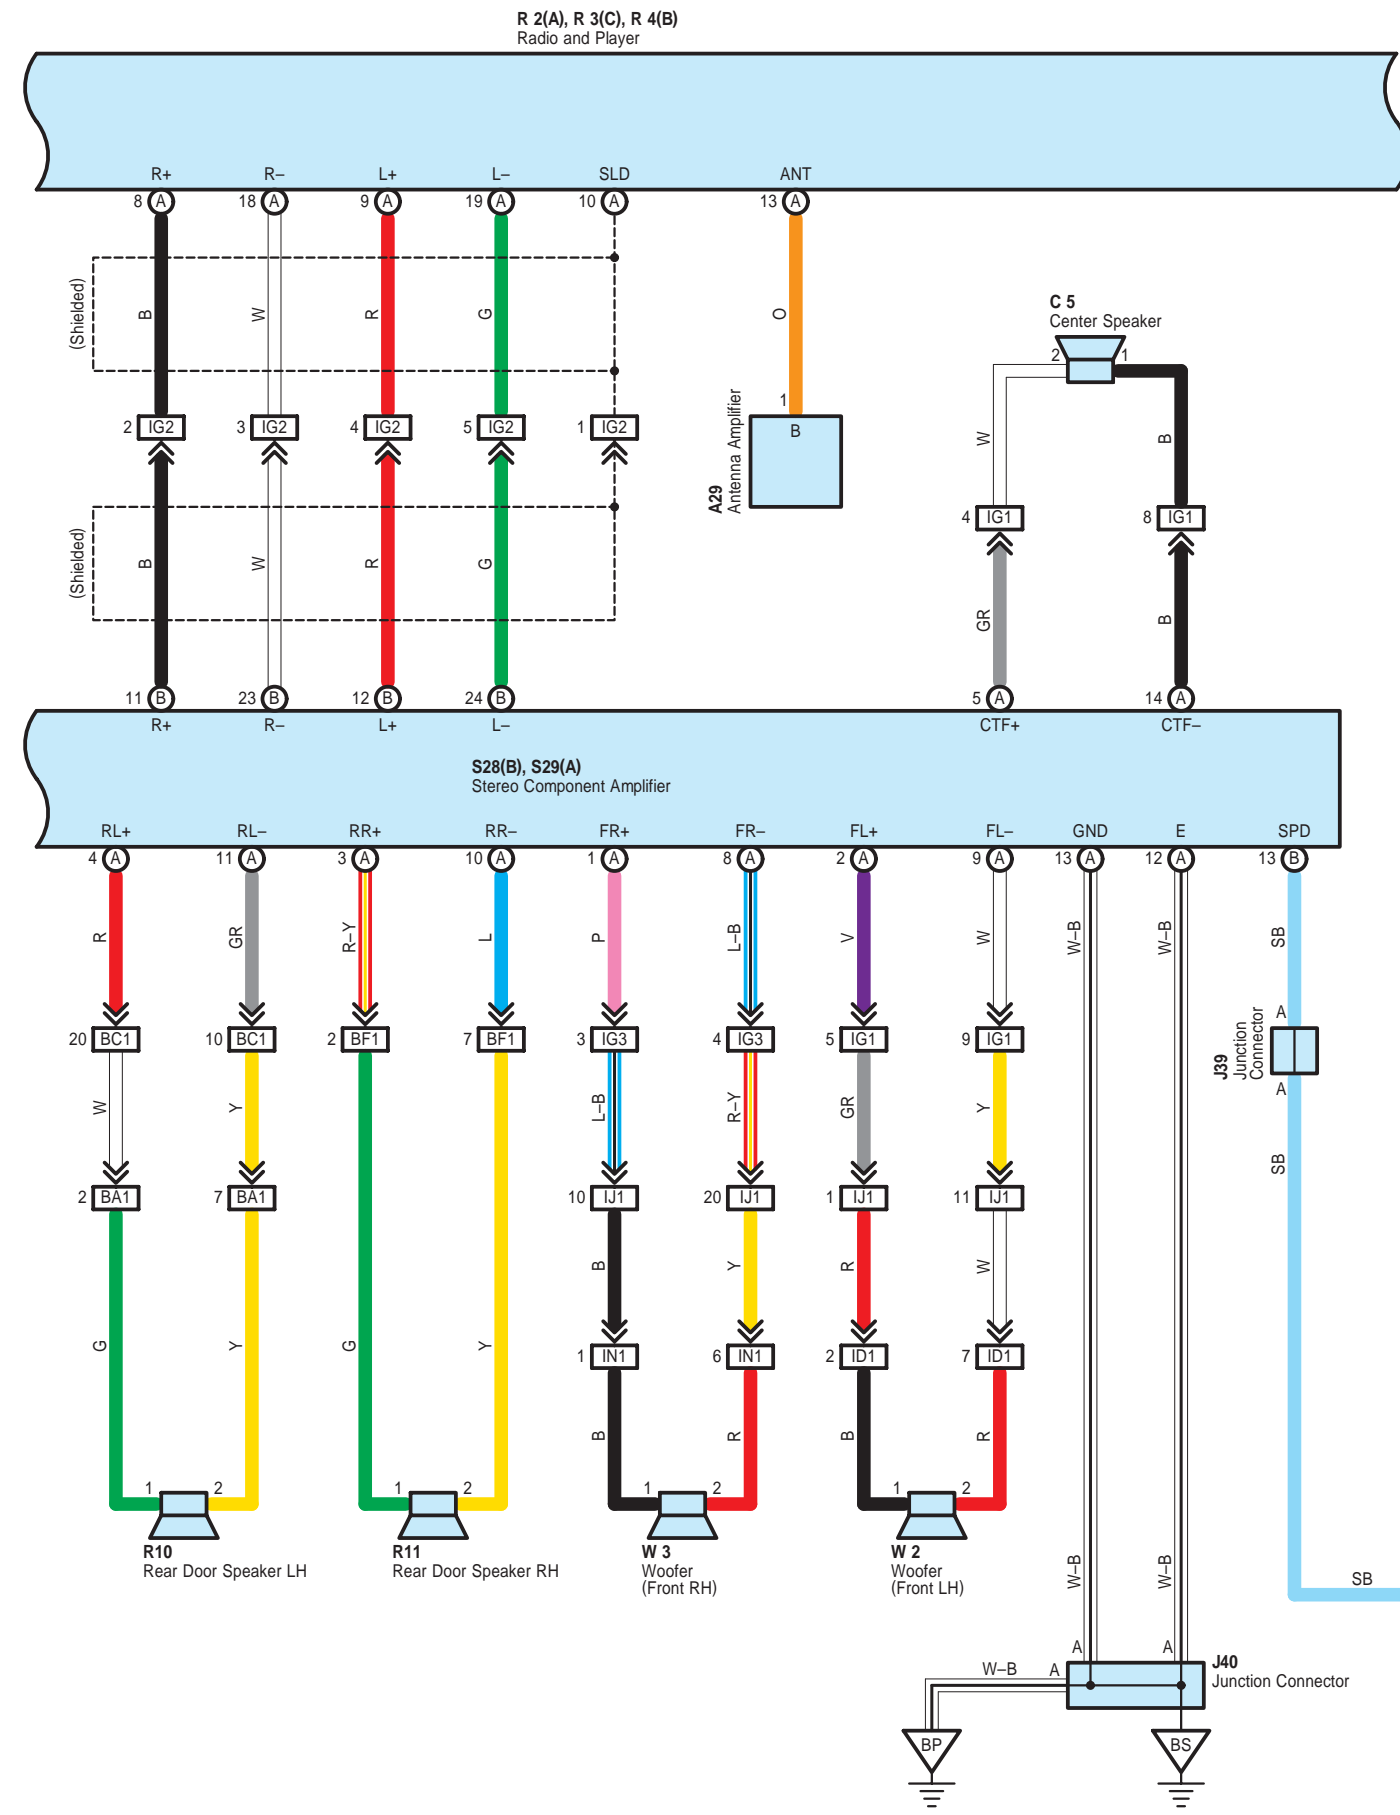 R 2(A), R 3(C), R 4(B)
Radio and Player
R+ R– L+ L– SLD ANT
8 A 18 A 9 A 19 A 10 A 13 A
(Shielded)
B W R G O
C 5
Center Speaker
2 1
1
B
A29
Antenna Amplifier
2 IG2 3 IG2 4 IG2 5 IG2 1 IG2
W B
4 IG1 8 IG1
(Shielded)
B W R G
GR B
11 B 23 B 12 B 24 B 5 A 14 A
R+ R– L+ L– CTF+ CTF–
S28(B), S29(A)
Stereo Component Amplifier
RL+ RL– RR+ RR– FR+ FR– FL+ FL– GND E SPD
4 A 11 A 3 A 10 A 1 A 8 A 2 A 9 A 13 A 12 A 13 B
R GR R–Y L P L–B V W W–B W–B SB
A
20 BC1 10 BC1 2 BF1 7 BF1 3 IG3 4 IG3 5 IG1 9 IG1
J39
Junction
Connector
A
W Y L–B R–Y GR Y SB
2 BA1 7 BA1 10 IJ1 20 IJ1 1 IJ1 11 IJ1
B Y R W
G Y G Y
1 IN1 6 IN1 2 ID1 7 ID1
B R B R
1 2 1 2 1 2 1 2
R10
Rear Door Speaker LH
R11
Rear Door Speaker RH
W 3
Woofer
(Front RH)
W 2
Woofer
(Front LH)
W–B W–B SB
A A
W–B A
J40
Junction Connector
BP BS